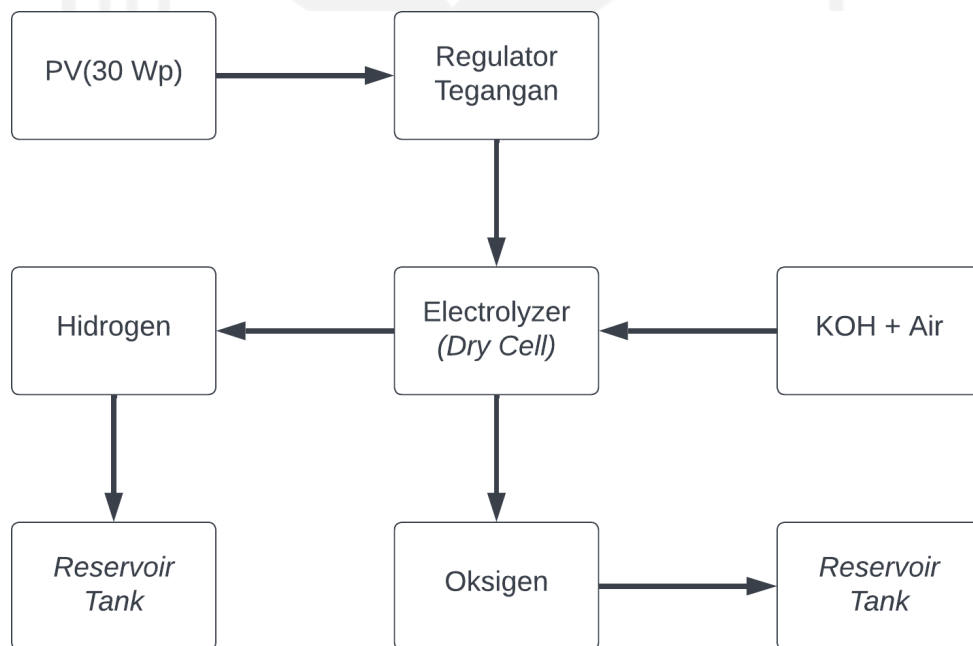 PV(30 Wp)
Regulator
Tegangan
Hidrogen
Electrolyzer
(Dry Cell)
KOH + Air
Reservoir
Tank
Oksigen
Reservoir
Tank